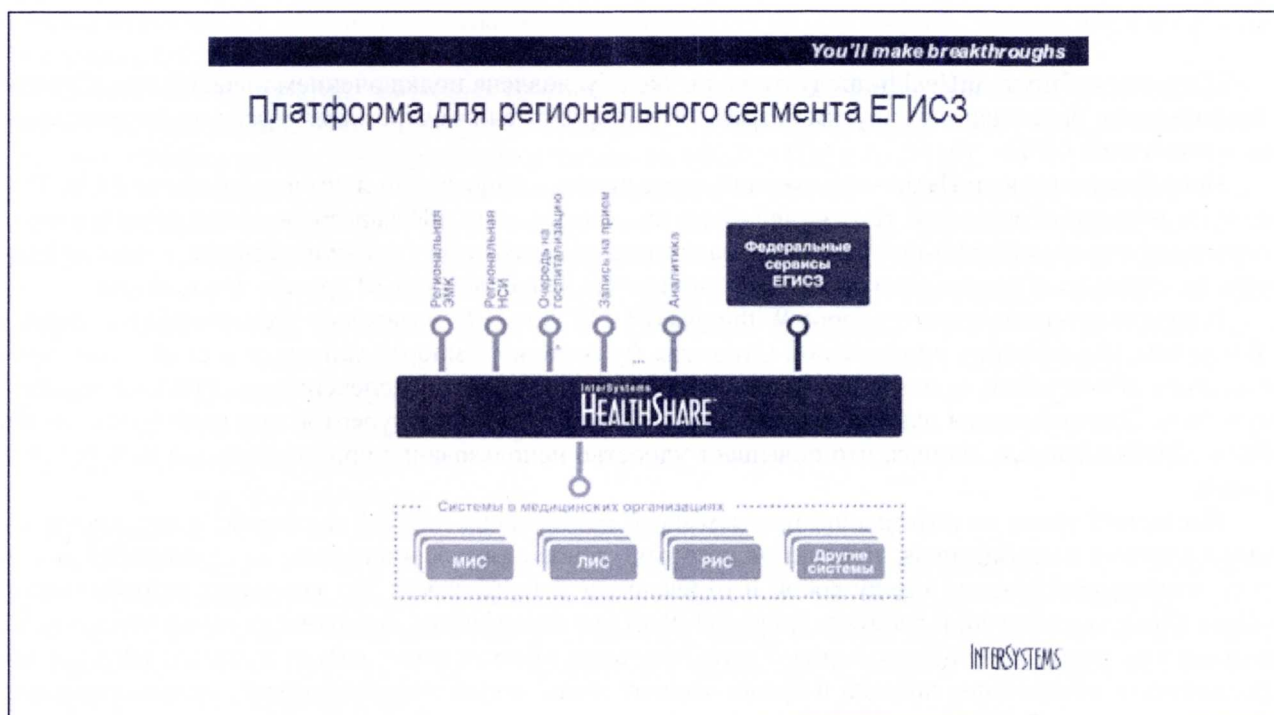 You'll make breakthroughs
Платформа для регионального сегмента ЕГИСЗ
Региональная
ЭМК
Региональная
НСИ
Очередь на
госпитализацию
Запись на прием
...
Аналитика
Федеральные
сервисы
ЕГИСЗ
InterSystems
HEALTHSHARE
Системы в медицинских организациях
МИС
ЛИС
РИС
Другие
системы
INTERSYSTEMS